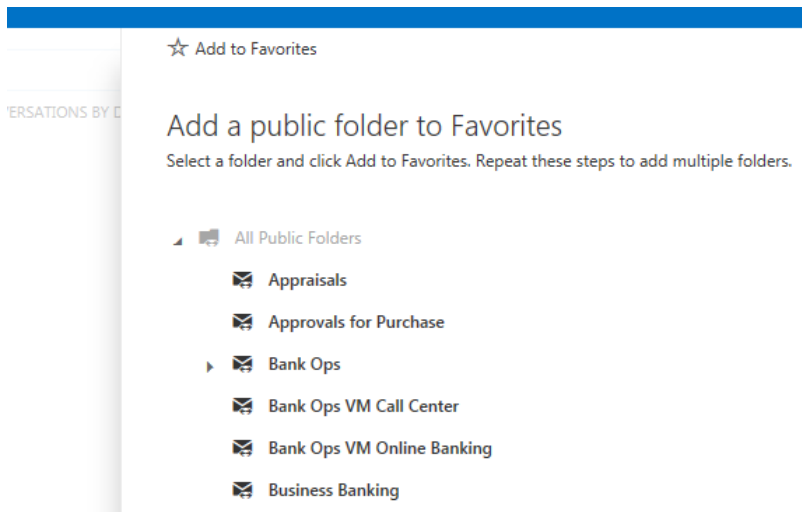 Add to Favorites
ERSATIONS BY
Add a public folder to Favorites
Select a folder and click Add to Favorites. Repeat these steps to add multiple folders.
All Public Folders
Appraisals
Approvals for Purchase
Bank Ops
Bank Ops VM Call Center
Bank Ops VM Online Banking
Business Banking